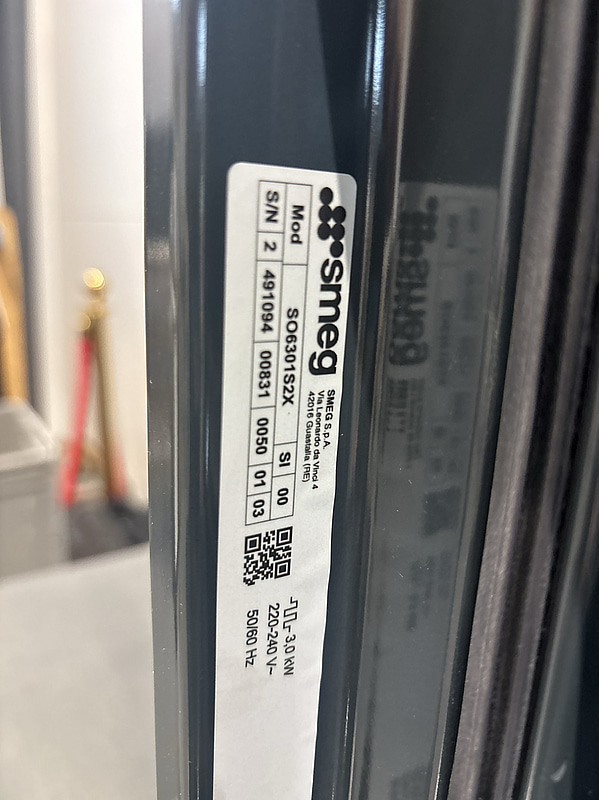 smeg
SMEG S.p.A.
Via Leonardo da Vinci 4
42016 Guastalla (RE)
Mod SO6301S2X SI 00
S/N 2 491094 00831 0050 01 03
3,0 kW
220-240 V~
50/60 Hz